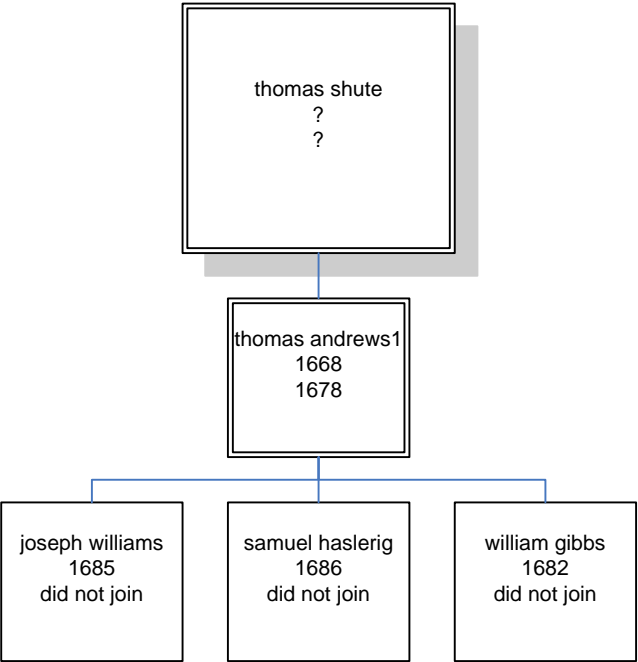 thomas shute
?
?
thomas andrews1
1668
1678
joseph williams
1685
did not join
samuel haslerig
1686
did not join
william gibbs
1682
did not join